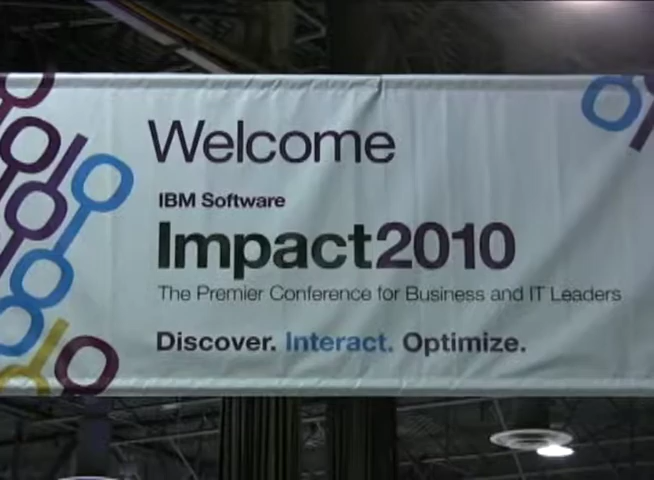 Welcome
IBM Software
Impact2010
The Premier Conference for Business and IT Leaders
Discover. Interact. Optimize.